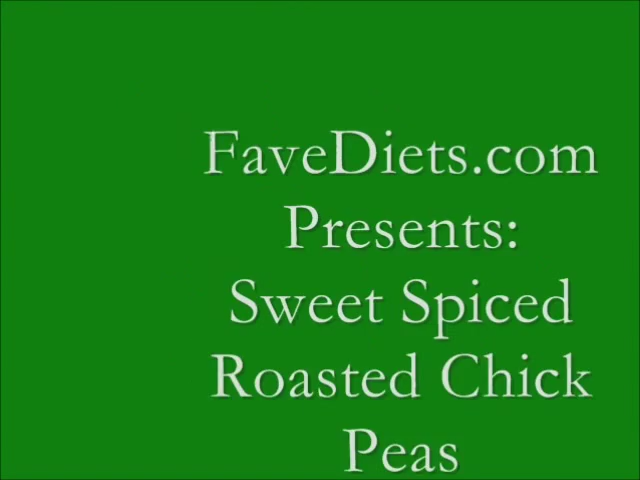 FaveDiets.com
Presents:
Sweet Spiced
Roasted Chick
Peas